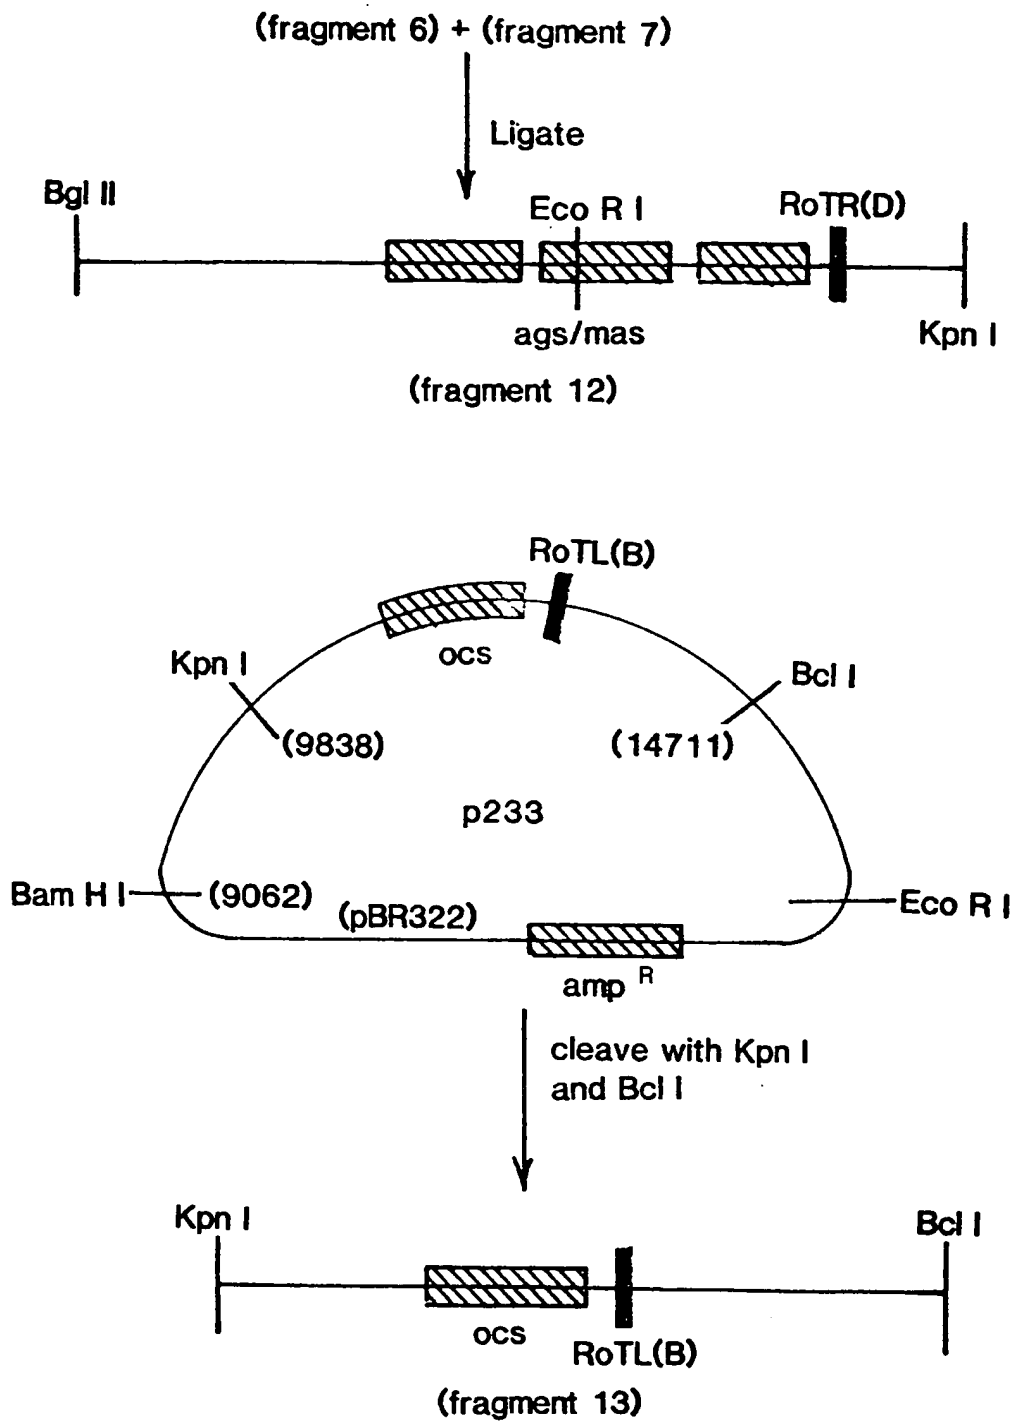 (fragment 6) + (fragment 7)
Ligate
Bgl II
Eco R I
RoTR(D)
ags/mas
Kpn I
(fragment 12)
RoTL(B)
ocs
Kpn I
Bcl I
(9838)
(14711)
p233
Bam H I
(9062)
(pBR322)
Eco R I
amp R
cleave with Kpn I
and Bcl I
Kpn I
Bcl I
ocs
RoTL(B)
(fragment 13)